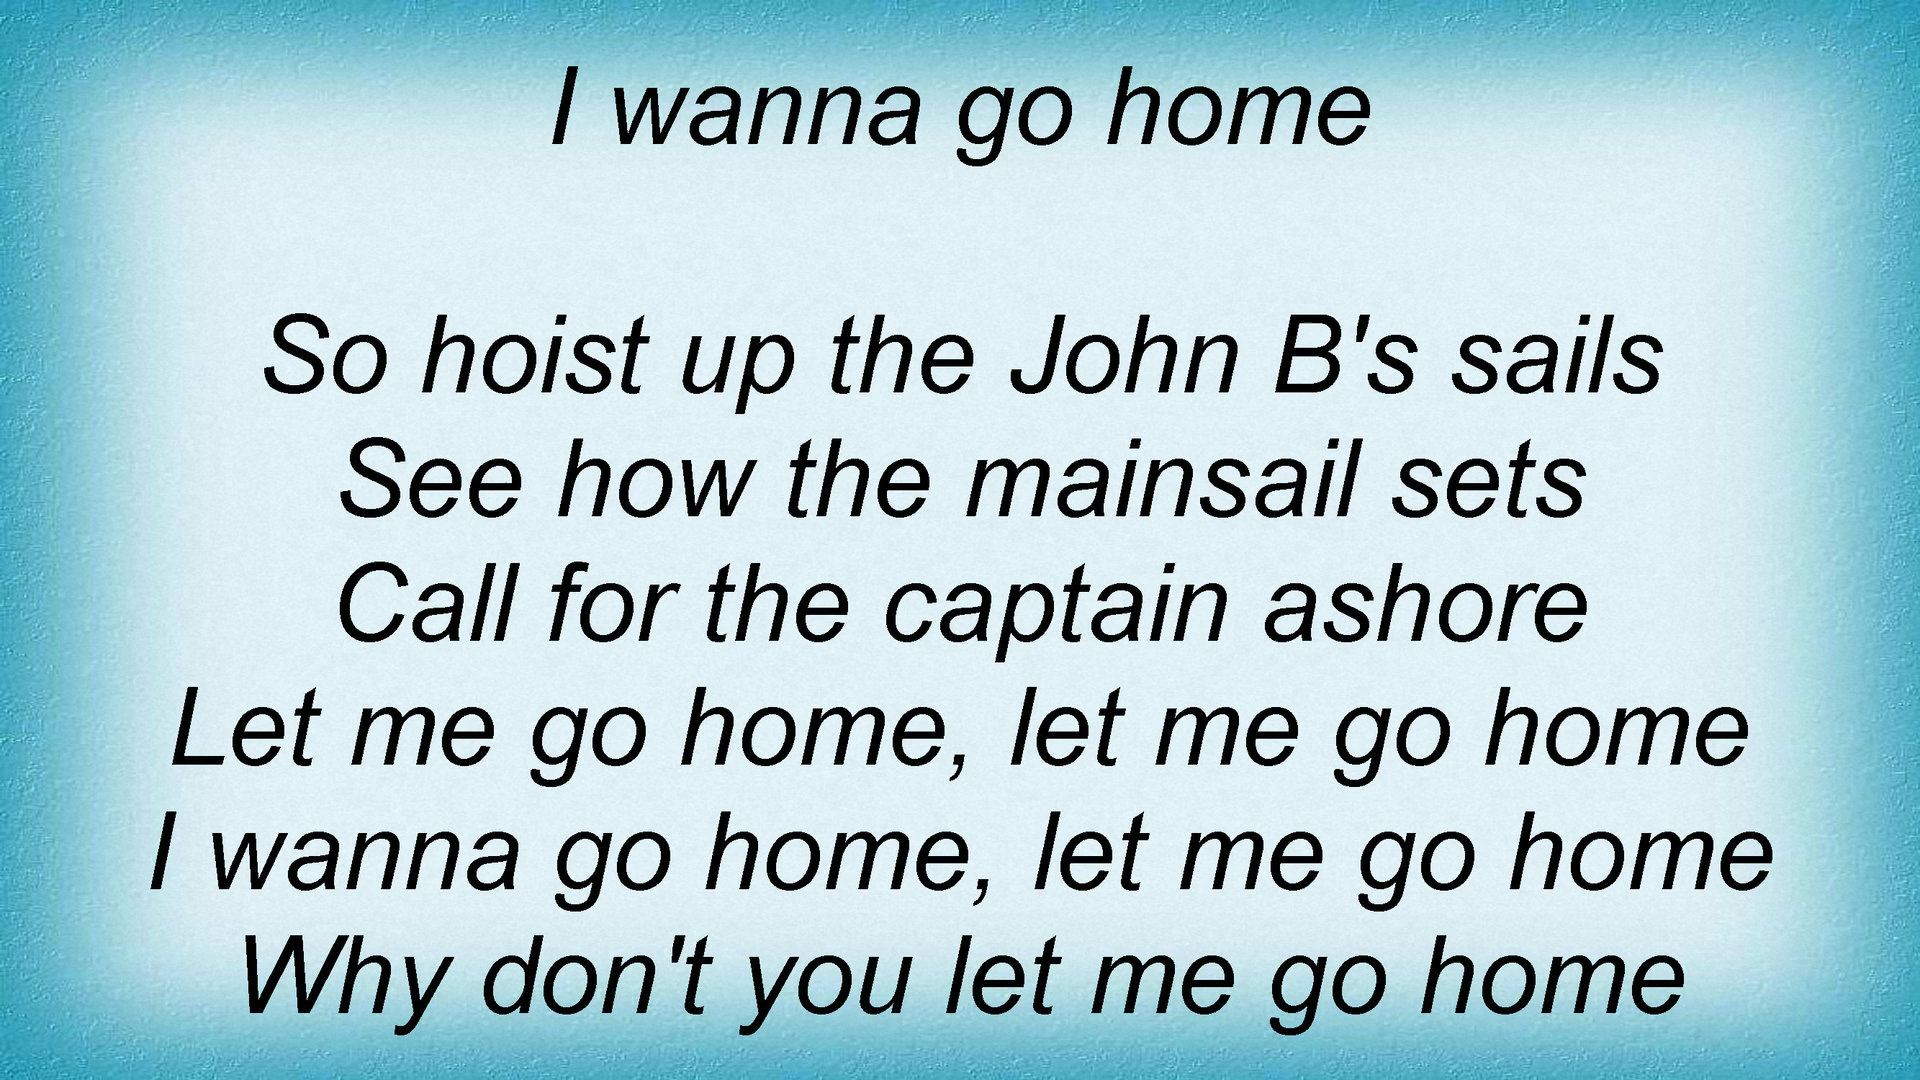 I wanna go home
So hoist up the John B's sails
See how the mainsail sets
Call for the captain ashore
Let me go home, let me go home
I wanna go home, let me go home
Why don't you let me go home